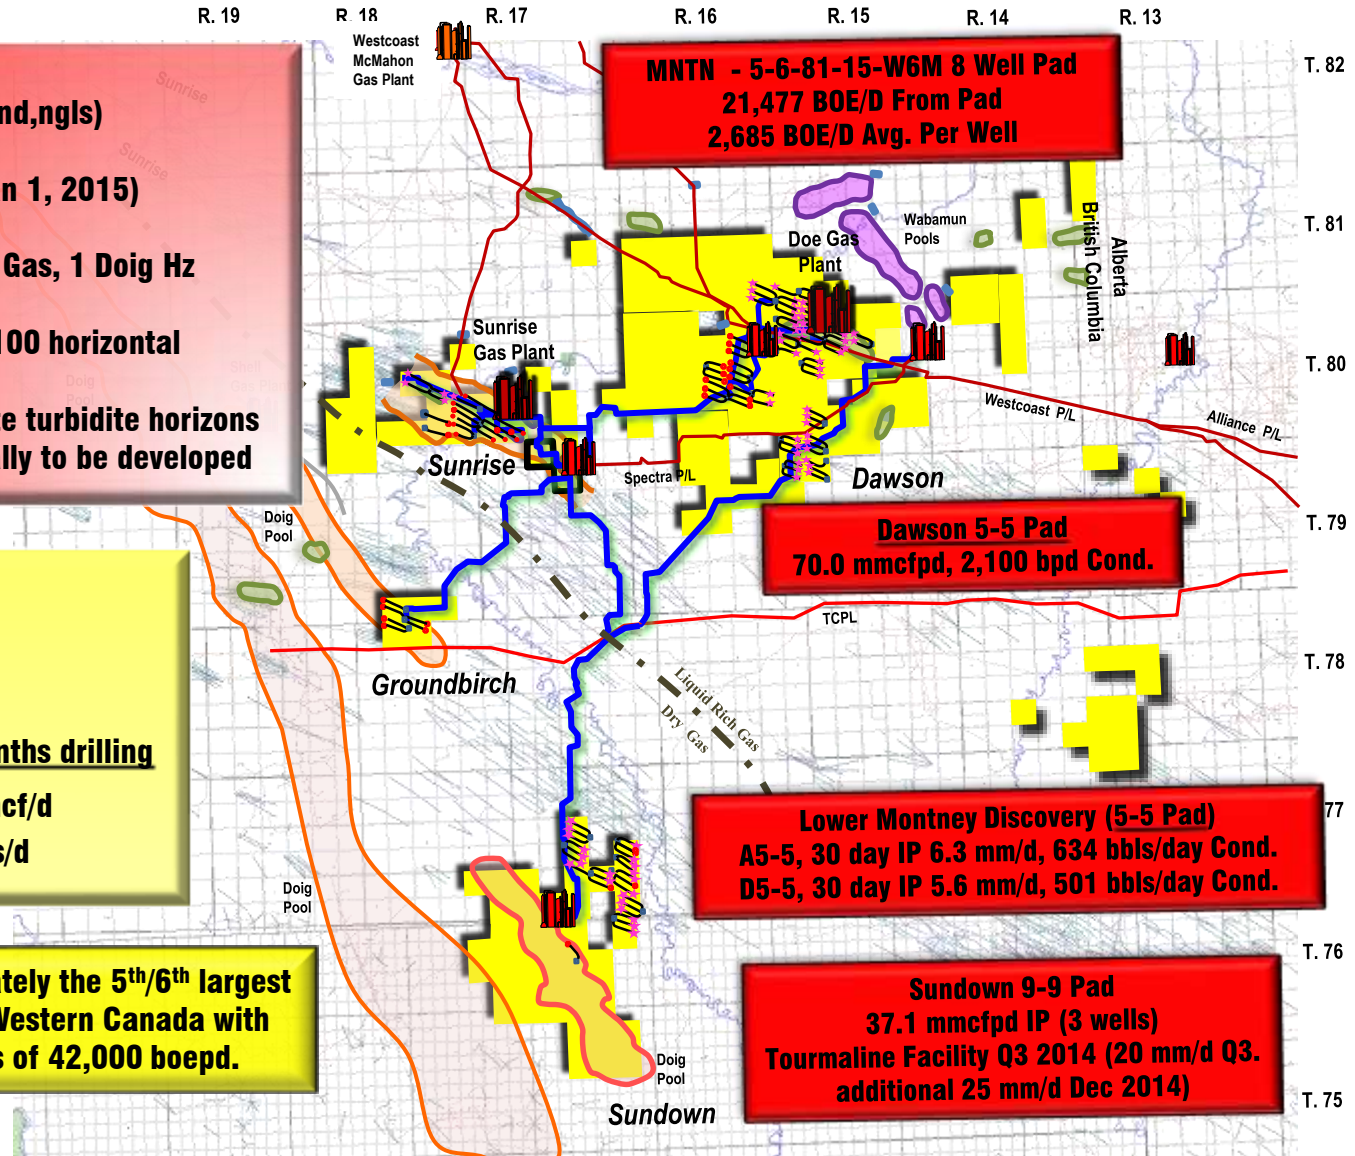 R. 19
R. 18
R. 17
R. 16
R. 15
R. 14
R. 13
T. 82
T. 81
T. 80
T. 79
T. 78
77
T. 76
T. 75
Westcoast
McMahon
Gas Plant
MNTN - 5-6-81-15-W6M 8 Well Pad
21,477 BOE/D From Pad
2,685 BOE/D Avg. Per Well
nd,ngls)
n 1, 2015)
Gas, 1 Doig Hz
100 horizontal
te turbidite horizons
ally to be developed
Sunrise
Sunrise
Doig
Pool
Wabamun
Pools
Doe Gas
Plant
British Columbia
Alberta
Sunrise
Gas Plant
Westcoast P/L
Alliance P/L
Sunrise
Spectra P/L
Dawson
Doig
Pool
Dawson 5-5 Pad
70.0 mmcfpd, 2,100 bpd Cond.
TCPL
Groundbirch
Liquid Rich Gas
Dry Gas
nths drilling
mcf/d
s/d
Lower Montney Discovery (5-5 Pad)
A5-5, 30 day IP 6.3 mm/d, 634 bbls/day Cond.
D5-5, 30 day IP 5.6 mm/d, 501 bbls/day Cond.
Doig
Pool
ately the 5th/6th largest
Western Canada with
s of 42,000 boepd.
Sundown 9-9 Pad
37.1 mmcfpd IP (3 wells)
Tourmaline Facility Q3 2014 (20 mm/d Q3.
additional 25 mm/d Dec 2014)
Doig
Pool
Sundown